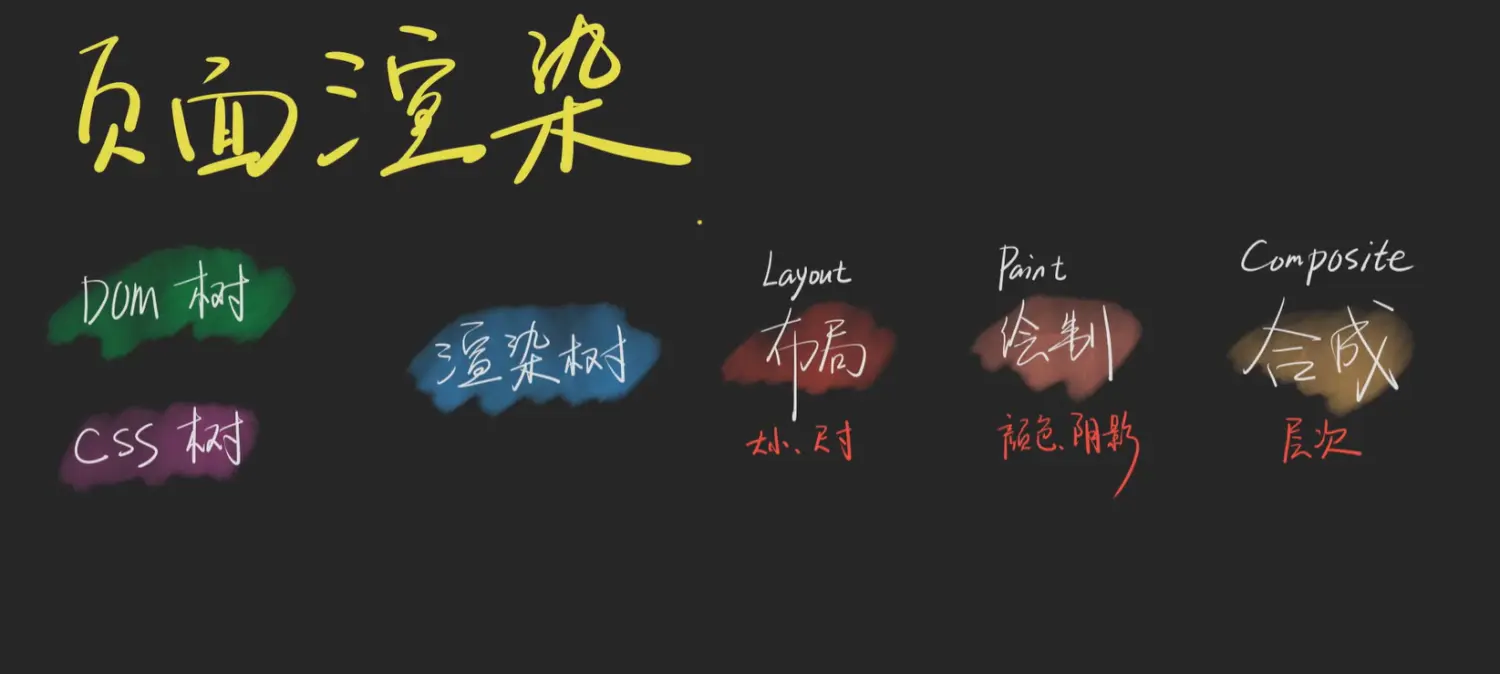 页面渲染
DOM 树
CSS 树
渲染树
Layout
布局
大小、尺寸
Paint
绘制
颜色、阴影
Composite
合成
层次